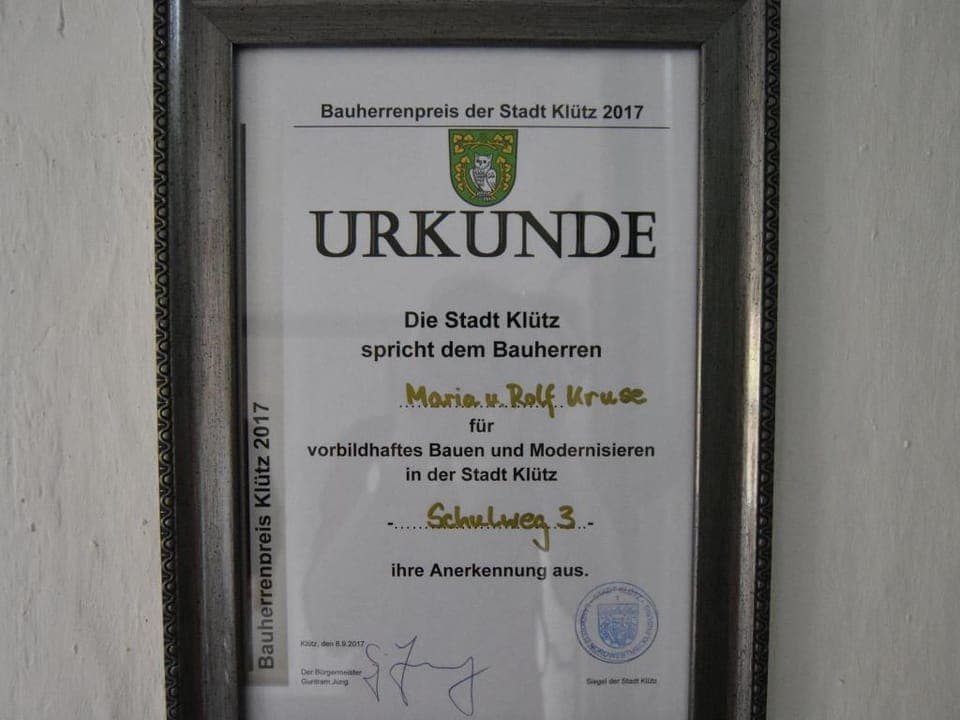 Bauherrenpreis der Stadt Klütz 2017
URKUNDE
Die Stadt Klütz
spricht dem Bauherren
Maria u. Rolf Kruse
für
vorbildhaftes Bauen und Modernisieren
in der Stadt Klütz
- Schulweg 3 -
ihre Anerkennung aus.
Klütz, den 8.9.2017
Der Bürgermeister
Guntram Jung
Siegel der Stadt Klütz
Bauherrenpreis Klütz 2017
STADT KLÜTZ